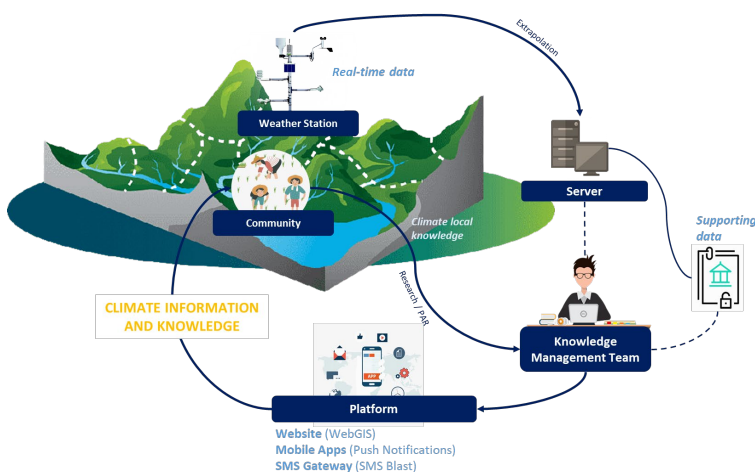 Extrapolation
Real-time data
Weather Station
Server
Community
Climate local
knowledge
Supporting
data
Research / PAR
CLIMATE INFORMATION
AND KNOWLEDGE
Knowledge
Management Team
APP
Platform
Website (WebGIS)
Mobile Apps (Push Notifications)
SMS Gateway (SMS Blast)